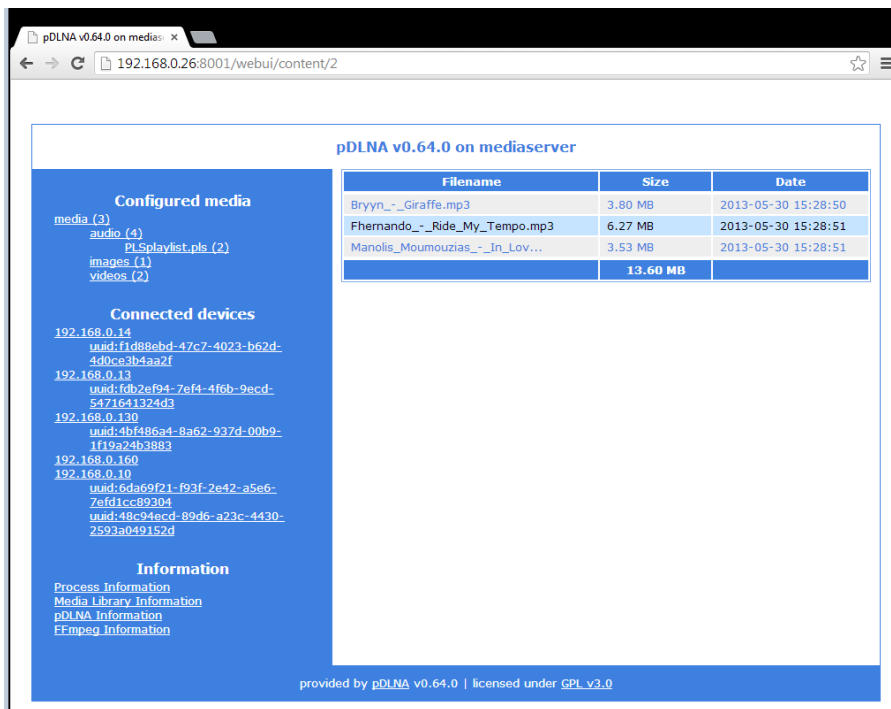 pDLNA v0.64.0 on medias
192.168.0.26:8001/webui/content/2
pDLNA v0.64.0 on mediaserver
Configured media
media (3)
audio (4)
PLSplaylist.pls (2)
images (1)
videos (2)
Connected devices
192.168.0.14
uuid:f1d88ebd-47c7-4023-b62d-
4d0ce3b4aa2f
192.168.0.13
uuid:fdb2ef94-7ef4-4f6b-9ecd-
5471641324d3
192.168.0.130
uuid:4bf486a4-8a62-937d-00b9-
1f19a24b3883
192.168.0.160
192.168.0.10
uuid:6da69f21-f93f-2e42-a5e6-
7efd1cc89304
uuid:48c94ecd-89d6-a23c-4430-
2593a049152d
Information
Process Information
Media Library Information
pDLNA Information
FFmpeg Information
Filename Size Date
Bryyn_-_Giraffe.mp3 3.80 MB 2013-05-30 15:28:50
Fhernando_-_Ride_My_Tempo.mp3 6.27 MB 2013-05-30 15:28:51
Manolis_Moumouzias_-_In_Lov... 3.53 MB 2013-05-30 15:28:51
13.60 MB
provided by pDLNA v0.64.0 | licensed under GPL v3.0